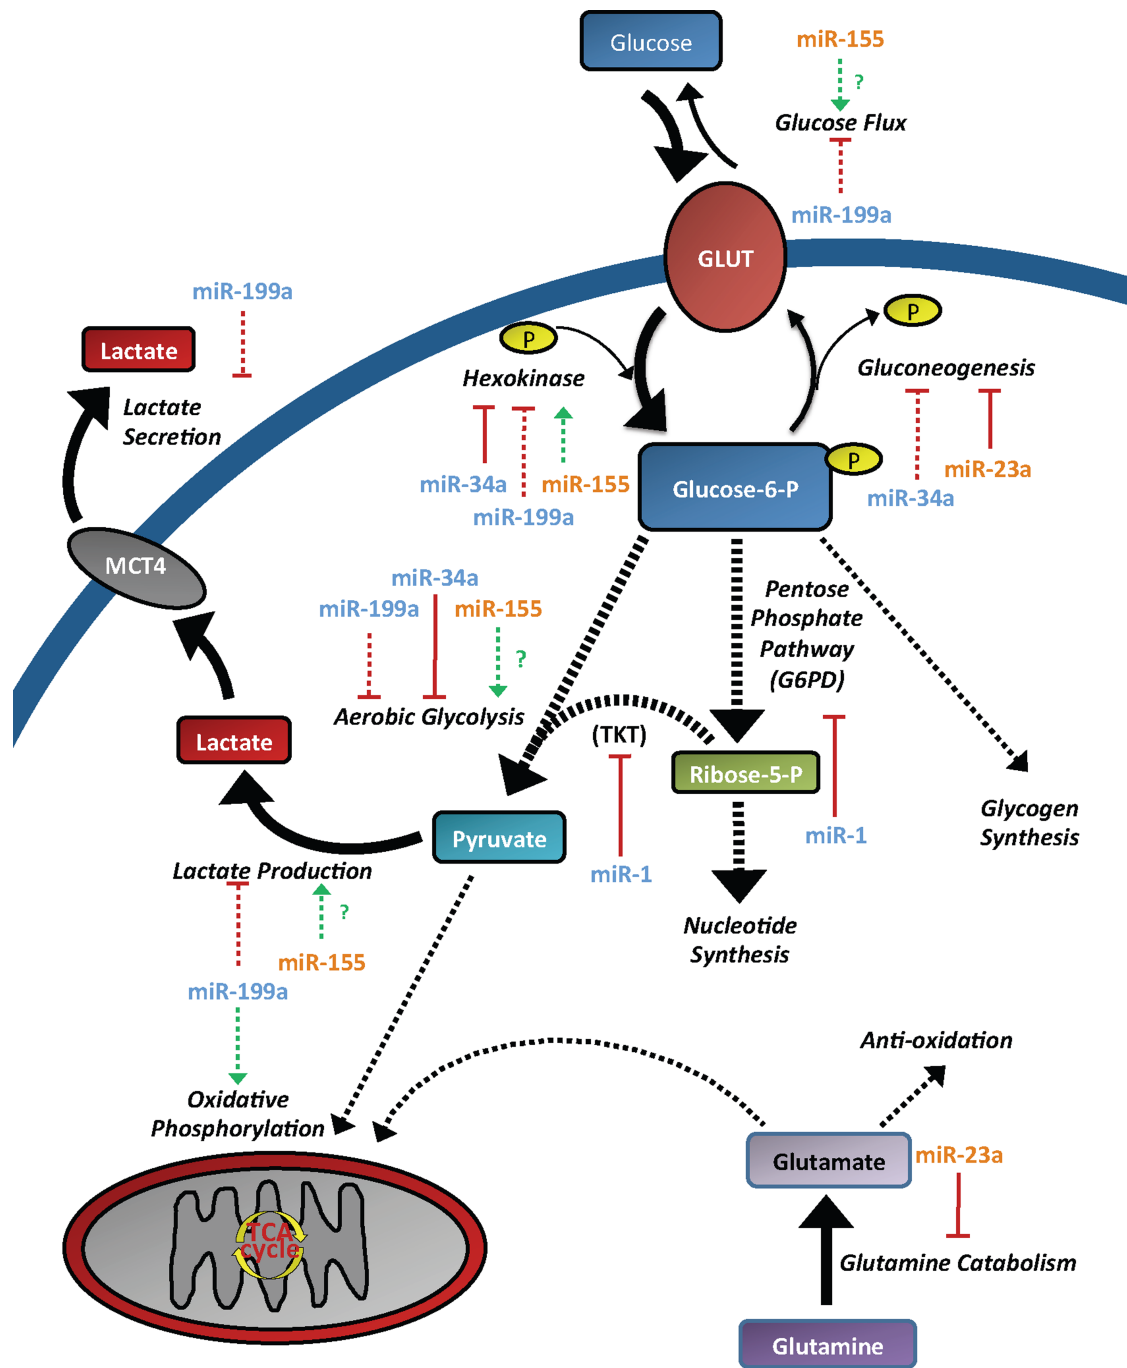 Glucose
miR-155
?
Glucose Flux
miR-199a
GLUT
miR-199a
Lactate
Lactate
Secretion
P
Hexokinase
miR-34a
miR-155
miR-199a
P
Gluconeogenesis
miR-23a
miR-34a
Glucose-6-P
P
MCT4
miR-34a
miR-199a
miR-155
?
Aerobic Glycolysis
Pentose
Phosphate
Pathway
(G6PD)
Lactate
(TKT)
Ribose-5-P
Pyruvate
miR-1
miR-1
Glycogen
Synthesis
Lactate Production
?
miR-155
miR-199a
Nucleotide
Synthesis
Oxidative
Phosphorylation
TCA
cycle
Anti-oxidation
Glutamate
miR-23a
Glutamine Catabolism
Glutamine